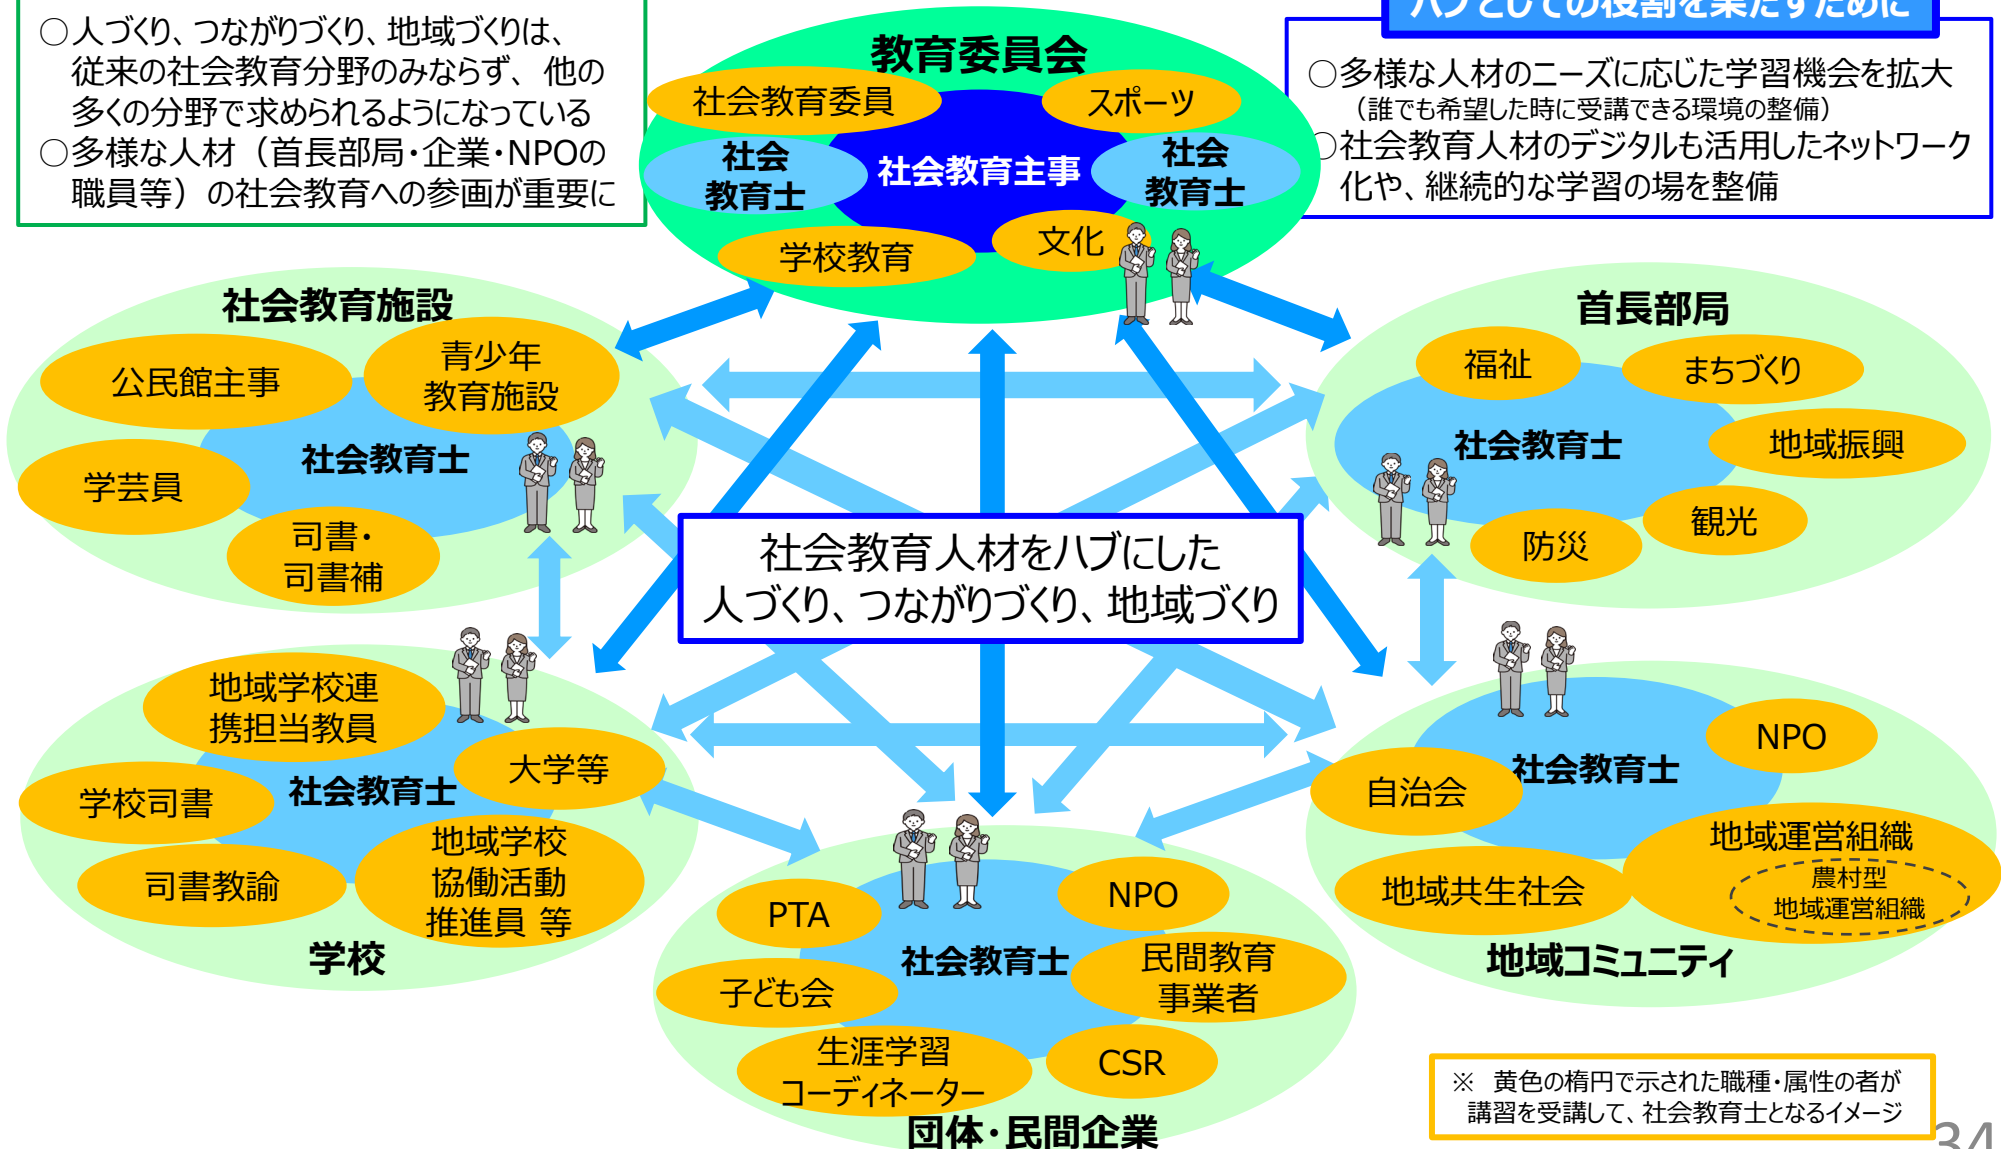 ○人づくり、つながりづくり、地域づくりは、
従来の社会教育分野のみならず、他の
多くの分野で求められるようになっている
○多様な人材（首長部局・企業・NPOの
職員等）の社会教育への参画が重要に
ハブとしての役割を果たすために
○多様な人材のニーズに応じた学習機会を拡大
（誰でも希望した時に受講できる環境の整備）
○社会教育人材のデジタルも活用したネットワーク
化や、継続的な学習の場を整備
教育委員会
社会教育委員
スポーツ
社会
教育士
社会教育主事
社会
教育士
学校教育
文化
社会教育施設
公民館主事
青少年
教育施設
社会教育士
学芸員
司書・
司書補
首長部局
福祉
まちづくり
社会教育士
地域振興
観光
防災
社会教育人材をハブにした
人づくり、つながりづくり、地域づくり
地域学校連
携担当教員
大学等
社会教育士
学校司書
司書教諭
地域学校
協働活動
推進員 等
学校
PTA
NPO
社会教育士
子ども会
民間教育
事業者
生涯学習
コーディネーター
CSR
団体・民間企業
NPO
社会教育士
自治会
地域共生社会
地域運営組織
農村型
地域運営組織
地域コミュニティ
※　黄色の楕円で示された職種・属性の者が
講習を受講して、社会教育士となるイメージ
34